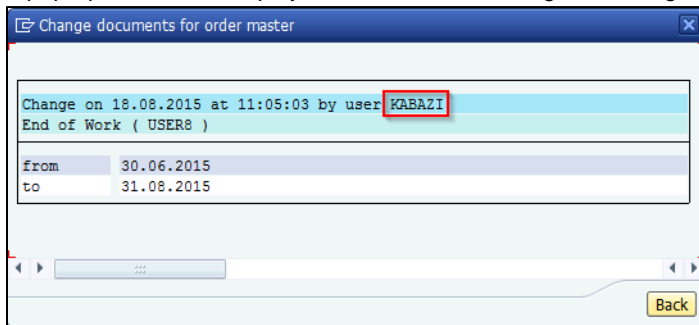 Change documents for order master
Change on 18.08.2015 at 11:05:03 by user KABAZI
End of Work ( USER8 )
from 30.06.2015
to 31.08.2015
Back